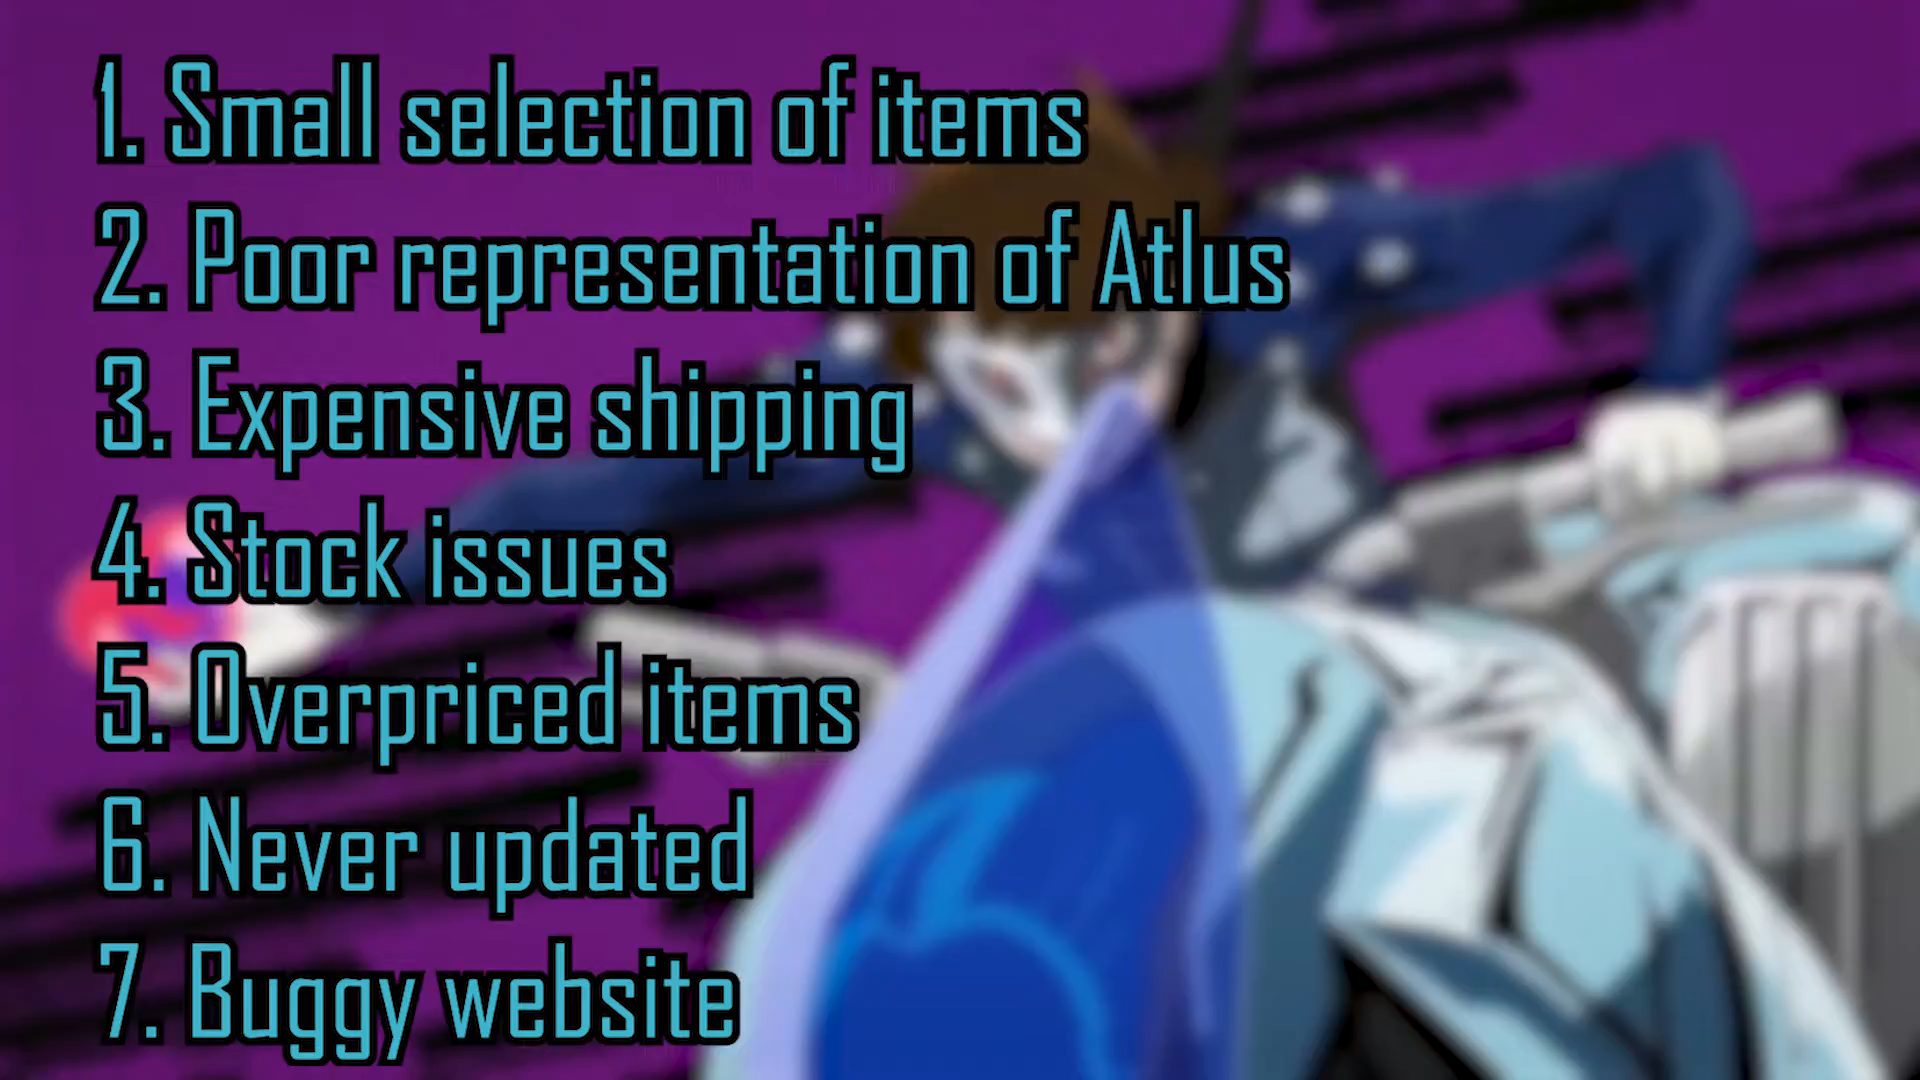 1. Small selection of items
2. Poor representation of Atlus
3. Expensive shipping
4. Stock issues
5. Overpriced items
6. Never updated
7. Buggy website